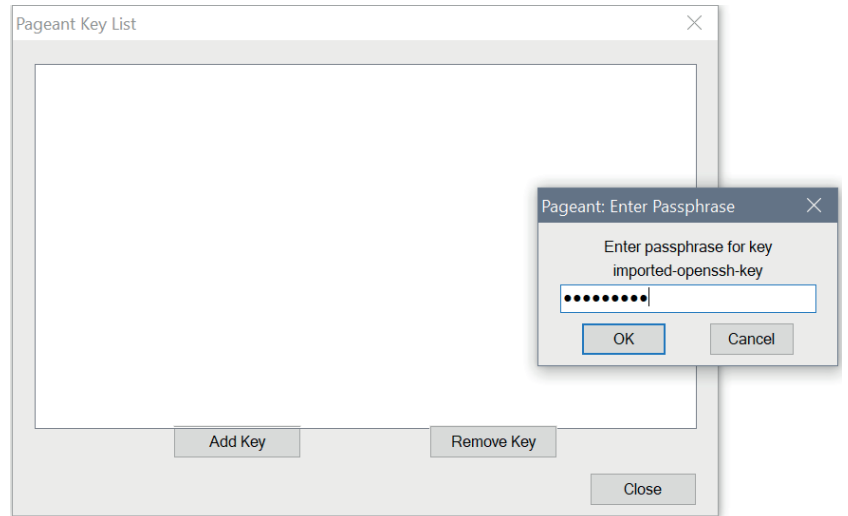 Pageant Key List
Pageant: Enter Passphrase
Enter passphrase for key
imported-openssh-key
●●●●●●●●●
OK
Cancel
Add Key
Remove Key
Close